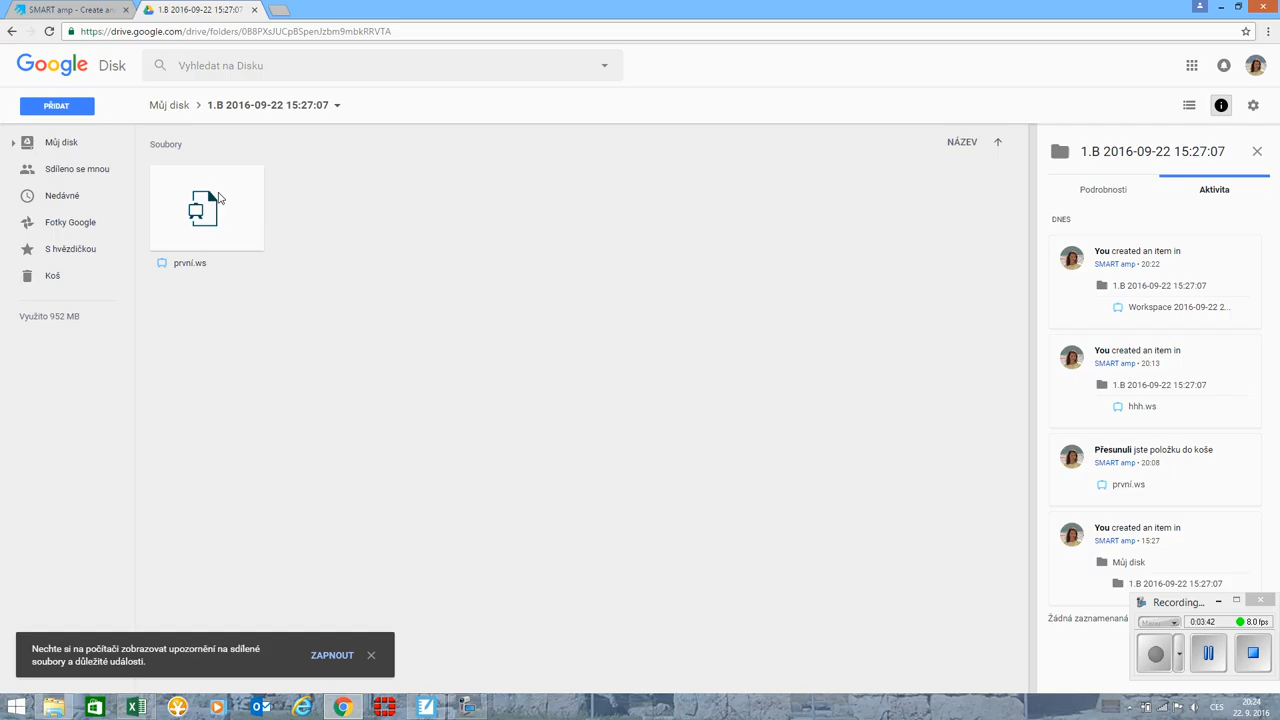 SMART amp - Create an
1.B 2016-09-22 15:27:07
https://drive.google.com/drive/folders/0B8PXsJUCpBSpenJzbm9mbkRRVTA
Google Disk
Vyhledat na Disku
PŘIDAT
Můj disk > 1.B 2016-09-22 15:27:07
Můj disk
Sdíleno se mnou
Nedávné
Fotky Google
S hvězdičkou
Koš
Využito 952 MB
Soubory
NÁZEV
první.ws
1.B 2016-09-22 15:27:07
Podrobnosti
Aktivita
DNES
You created an item in
SMART amp • 20:22
1.B 2016-09-22 15:27:07
Workspace 2016-09-22 2...
You created an item in
SMART amp • 20:13
1.B 2016-09-22 15:27:07
hhh.ws
Přesunuli jste položku do koše
SMART amp • 20:08
první.ws
You created an item in
SMART amp • 15:27
Můj disk
1.B 2016-09-22 15:27:07
Žádná zaznamenaná
Recording...
0:03:42
8.0 fps
Nechte si na počítači zobrazovat upozornění na sdílené
soubory a důležité události.
ZAPNOUT
CES
20:24
22. 9. 2016